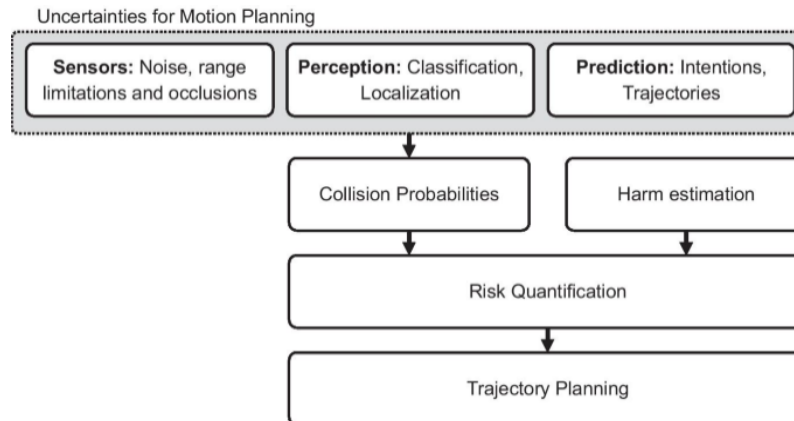 Uncertainties for Motion Planning
Sensors: Noise, range
limitations and occlusions
Perception: Classification,
Localization
Prediction: Intentions,
Trajectories
Collision Probabilities
Harm estimation
Risk Quantification
Trajectory Planning